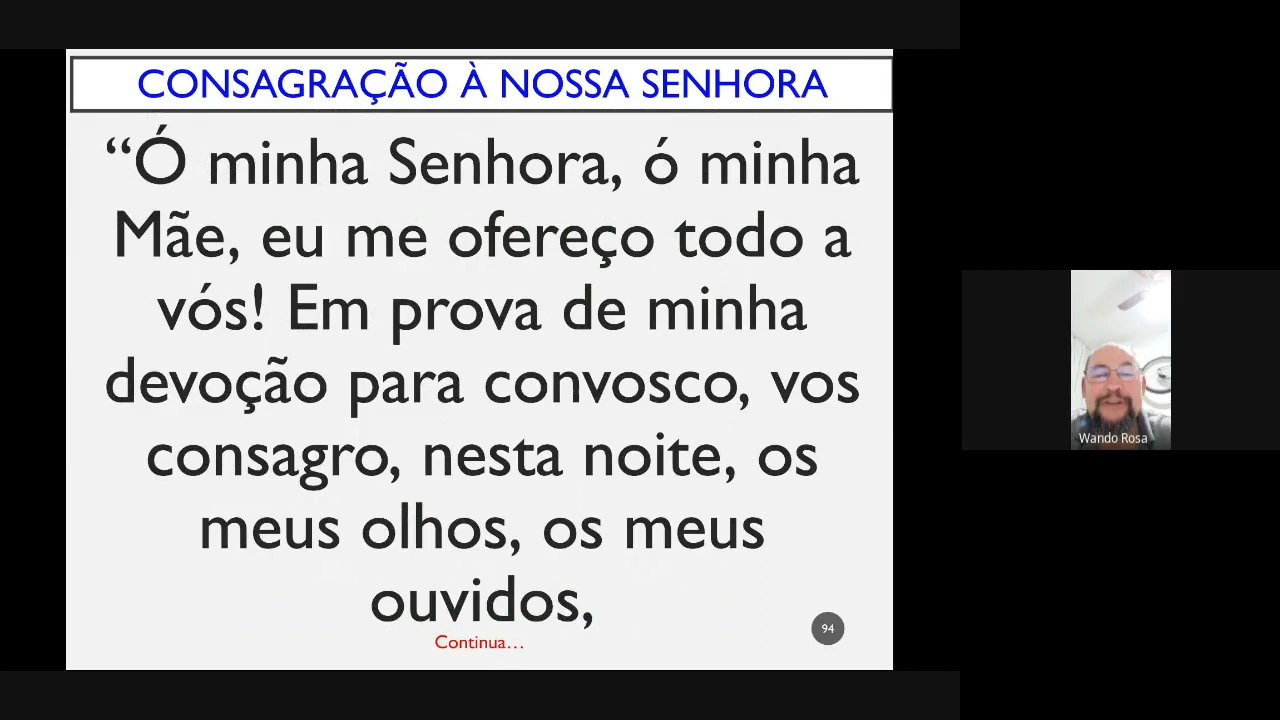 CONSAGRAÇÃO À NOSSA SENHORA
“Ó minha Senhora, ó minha
Mãe, eu me ofereço todo a
vós! Em prova de minha
devoção para convosco, vos
consagro, nesta noite, os
meus olhos, os meus
ouvidos,
Continua...
94
Wando Rosa